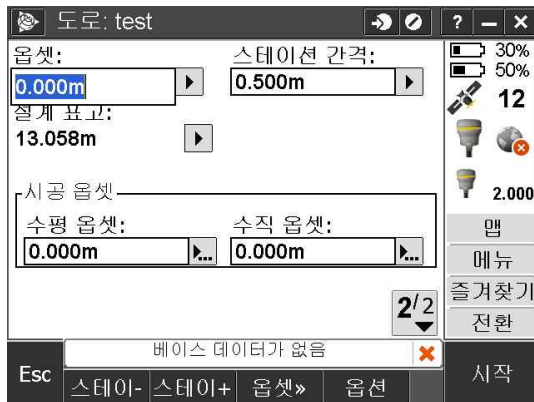 도로: test
? – ×
옵셋:
스테이션 간격:
0.000m
0.500m
설계 표고:
13.058m
시공 옵셋
수평 옵셋:
수직 옵셋:
0.000m
0.000m
2/2
베이스 데이터가 없음
Esc
스테이-
스테이+
옵셋»
옵션
30%
50%
12
2.000
맵
메뉴
즐겨찾기
전환
시작